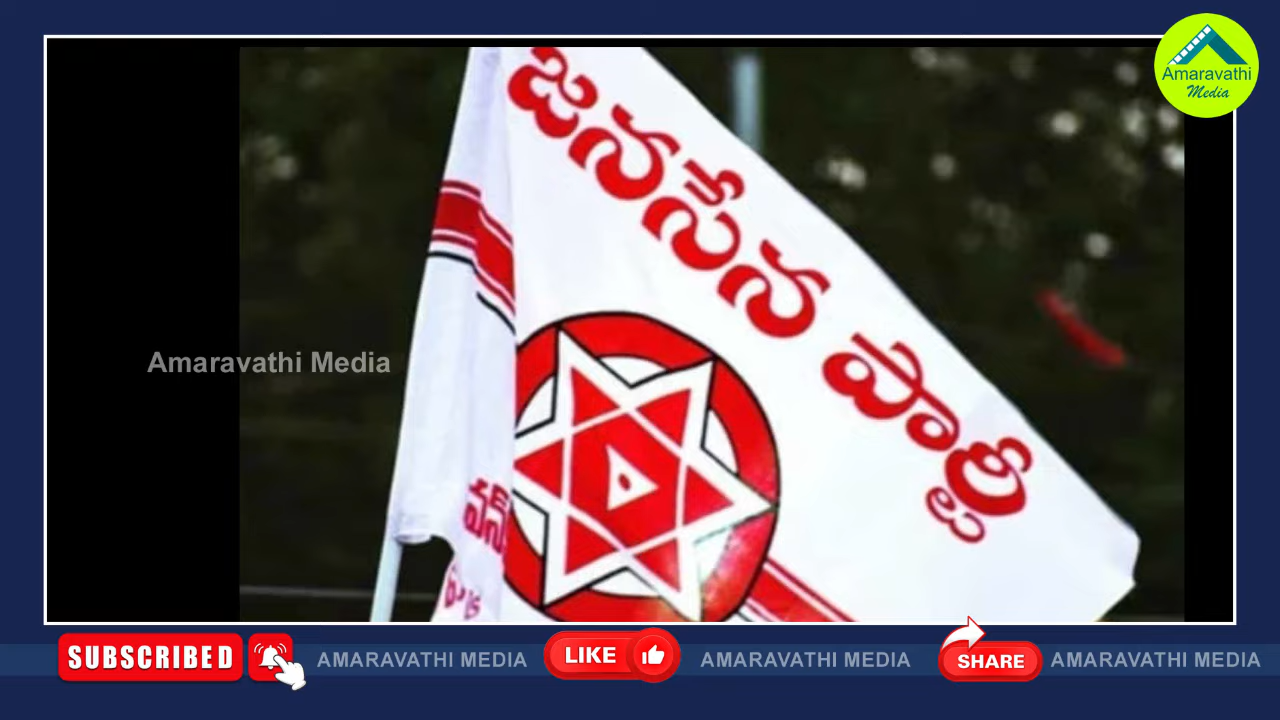 Amaravathi
Media
జనసేన పార్టీ
Amaravathi Media
SUBSCRIBED
AMARAVATHI MEDIA
LIKE
AMARAVATHI MEDIA
SHARE
AMARAVATHI MEDIA